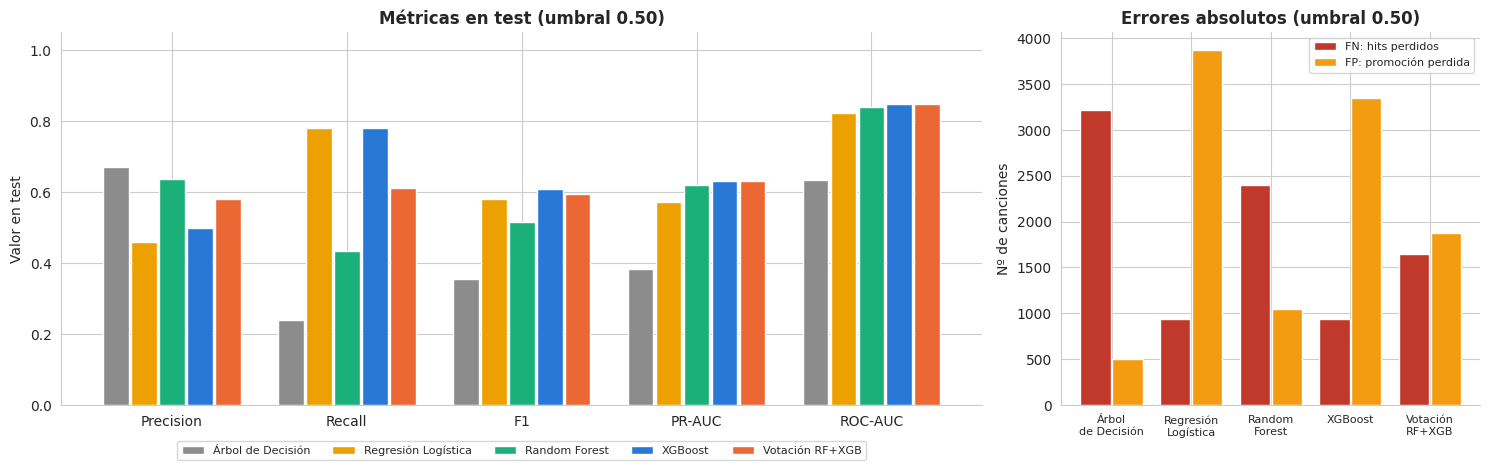 Métricas en test (umbral 0.50)
Valor en test
1.0
0.8
0.6
0.4
0.2
0.0
Precision Recall F1 PR-AUC ROC-AUC
Árbol de Decisión Regresión Logística Random Forest XGBoost Votación RF+XGB
Errores absolutos (umbral 0.50)
Nº de canciones
4000
3500
3000
2500
2000
1500
1000
500
0
FN: hits perdidos
FP: promoción perdida
Árbol
de Decisión
Regresión
Logística
Random
Forest
XGBoost
Votación
RF+XGB